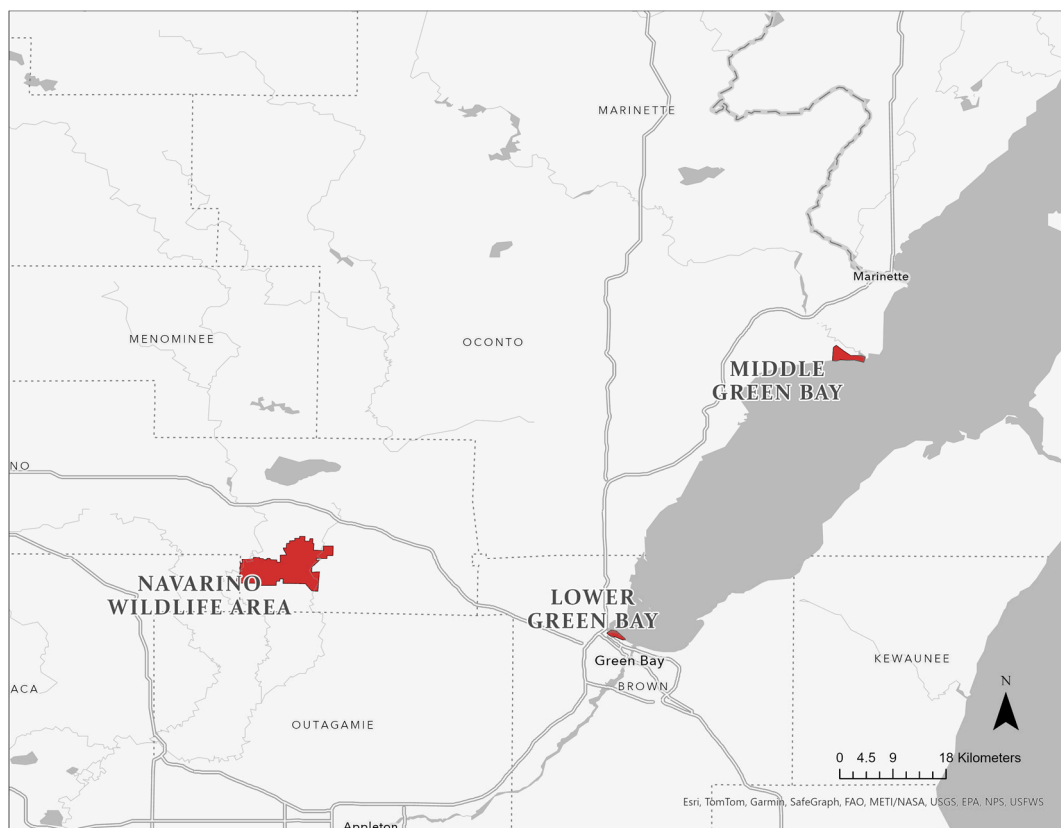 MARINETTE
Marinette
MENOMINEE
OCONTO
MIDDLE
GREEN BAY
NO
NAVARINO
WILDLIFE AREA
LOWER
GREEN BAY
Green Bay
KEWAUNEE
BROWN
ACA
OUTAGAMIE
N
0 4.5 9 18 Kilometers
Esri, TomTom, Garmin, SafeGraph, FAO, METI/NASA, USGS, EPA, NPS, USFWS
Appleton